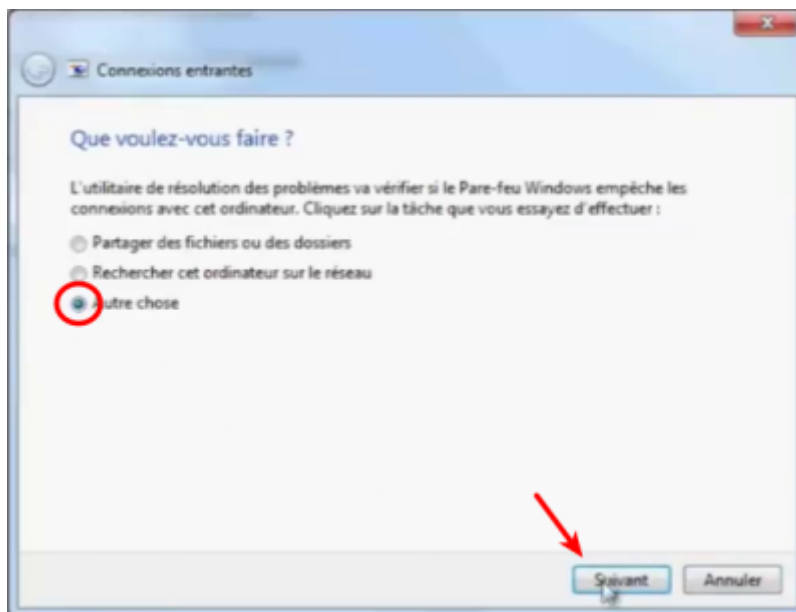 Connexions entrantes
Que voulez-vous faire ?
L'utilitaire de résolution des problèmes va vérifier si le Pare-feu Windows empêche les
connexions avec cet ordinateur. Cliquez sur la tâche que vous essayez d'effectuer :
Partager des fichiers ou des dossiers
Rechercher cet ordinateur sur le réseau
Autre chose
Suivant
Annuler